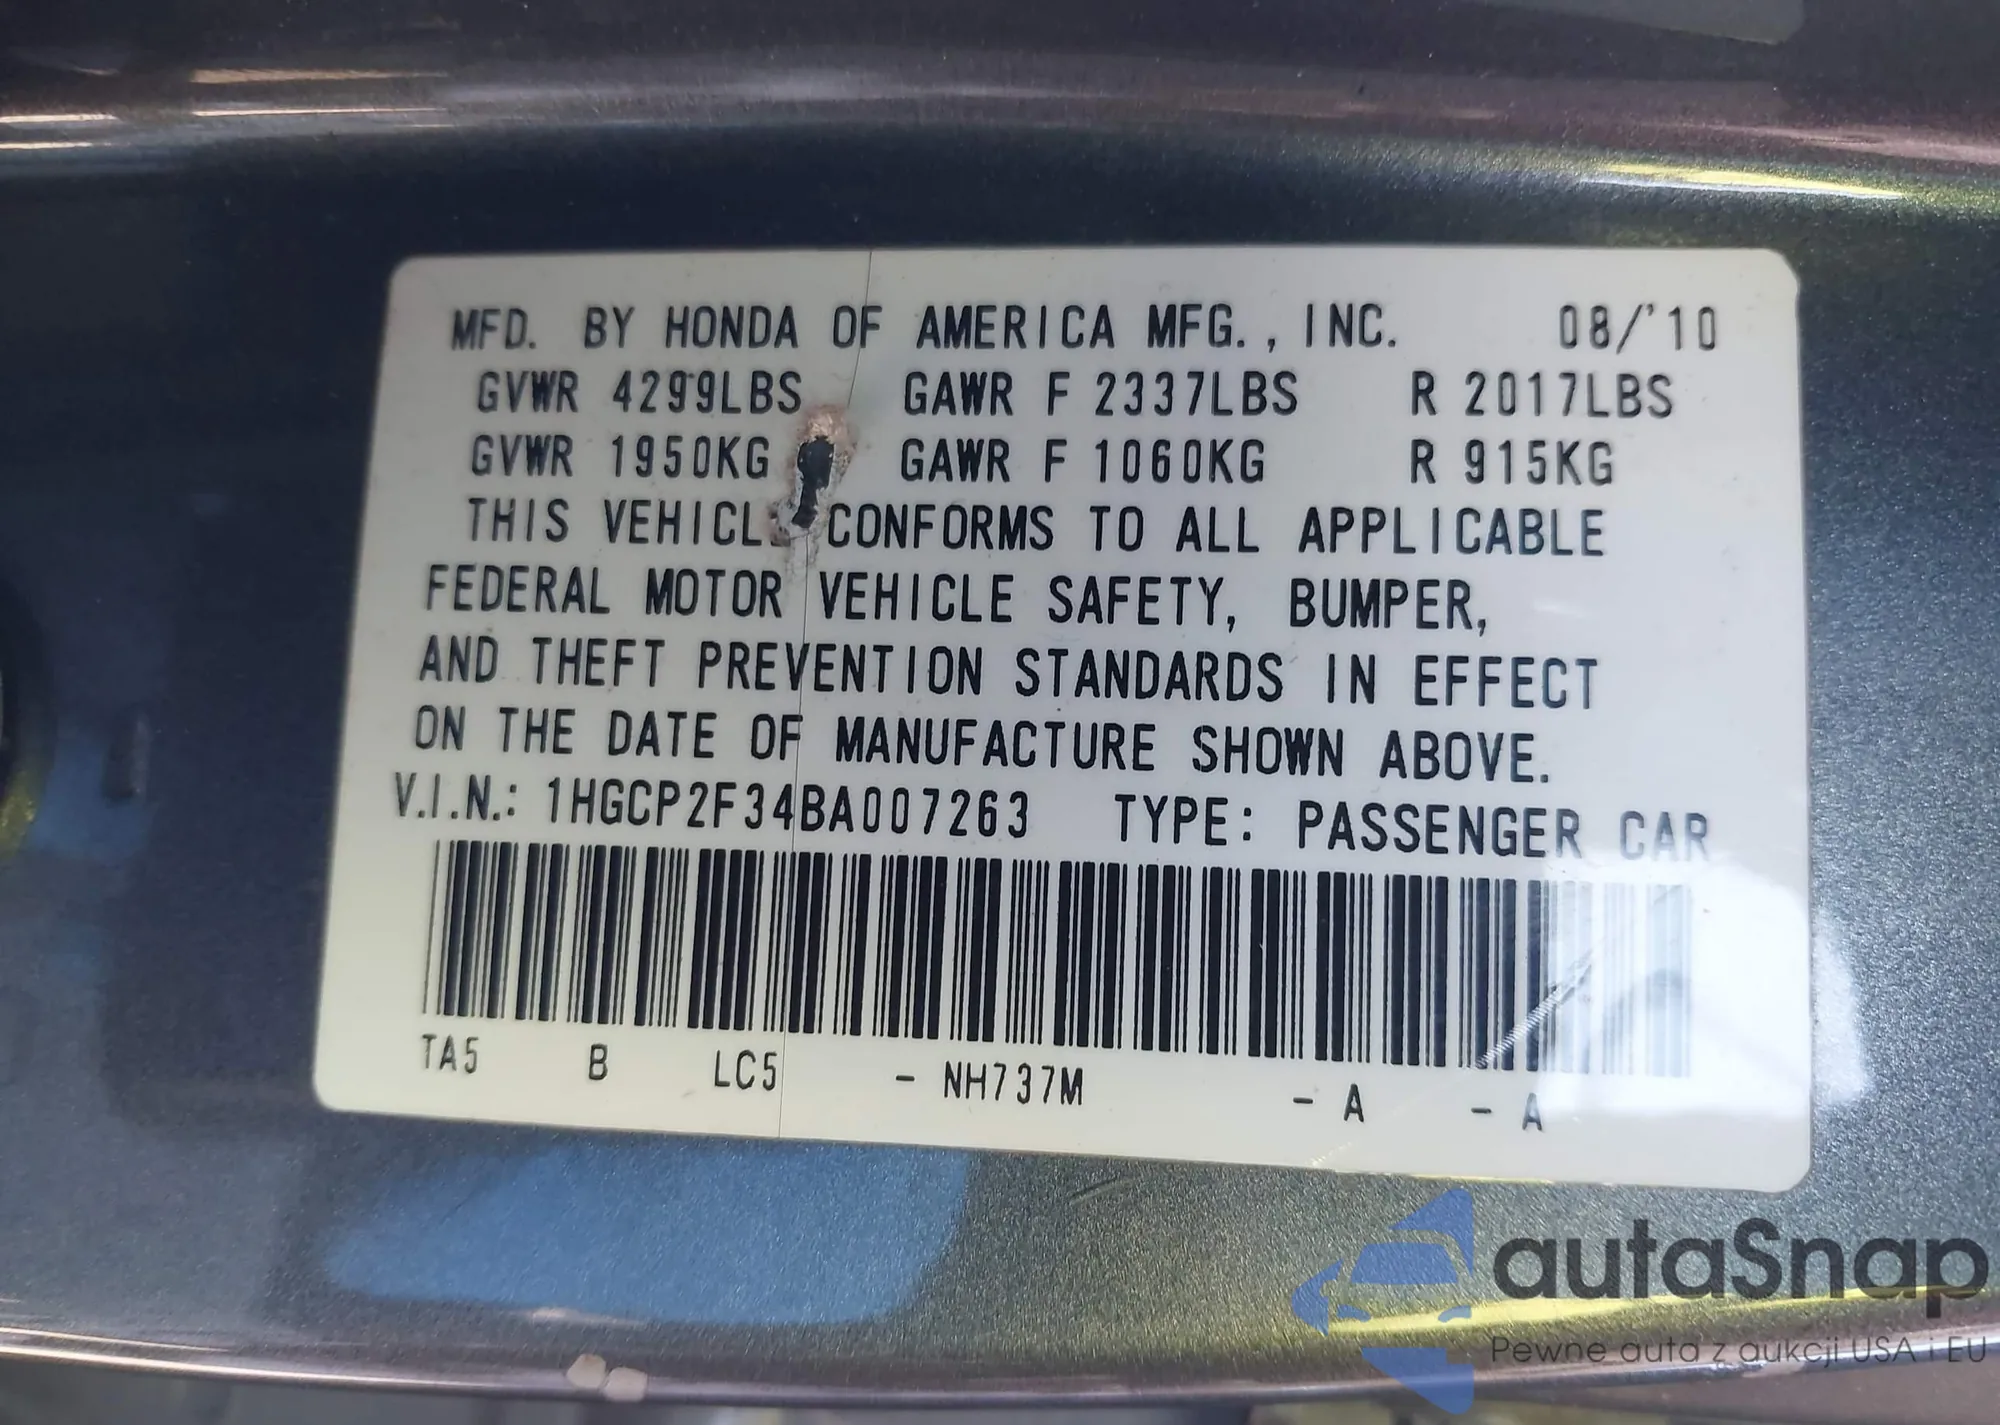 MFD. BY HONDA OF AMERICA MFG., INC. 08/'10
GVWR 4299LBS GAWR F 2337LBS R 2017LBS
GVWR 1950KG GAWR F 1060KG R 915KG
THIS VEHICLE CONFORMS TO ALL APPLICABLE
FEDERAL MOTOR VEHICLE SAFETY, BUMPER,
AND THEFT PREVENTION STANDARDS IN EFFECT
ON THE DATE OF MANUFACTURE SHOWN ABOVE.
V.I.N.: 1HGCP2F34BA007263 TYPE: PASSENGER CAR
TA5 B LC5 - NH737M - A - A
autaSnap
Pewne auta z aukcji USA i EU